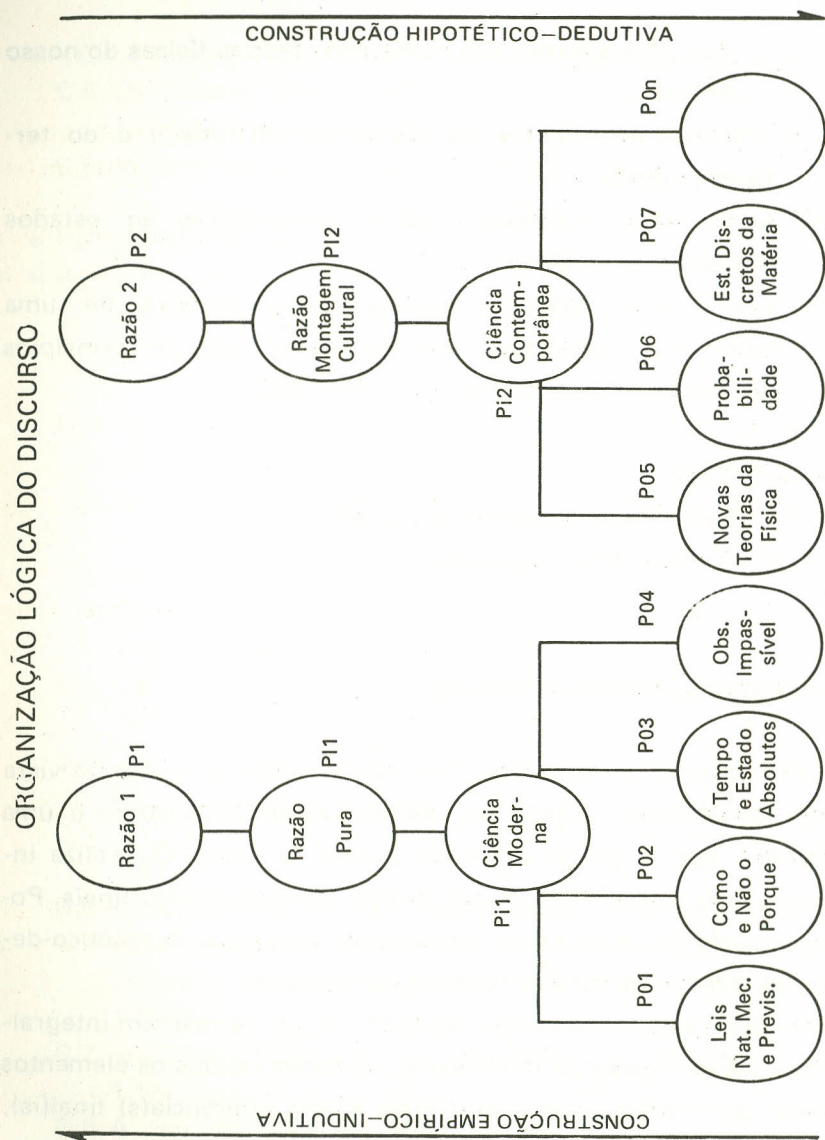 ORGANIZAÇÃO LÓGICA DO DISCURSO
CONSTRUÇÃO HIPOTÉTICO–DEDUTIVA
CONSTRUÇÃO EMPÍRICO–INDUTIVA
Razão 1
P1
Razão
Pura
PI1
Ciência
Moder-
na
Pi1
P01
Leis
Nat. Mec.
e Previs.
P02
Como
e Não o
Porque
P03
Tempo
e Estado
Absolutos
P04
Obs.
Impas-
sível
Razão 2
P2
Razão
Montagem
Cultural
PI2
Ciência
Contem-
porânea
Pi2
P05
Novas
Teorias da
Física
P06
Proba-
bili-
dade
P07
Est. Dis-
cretos da
Matéria
P0n